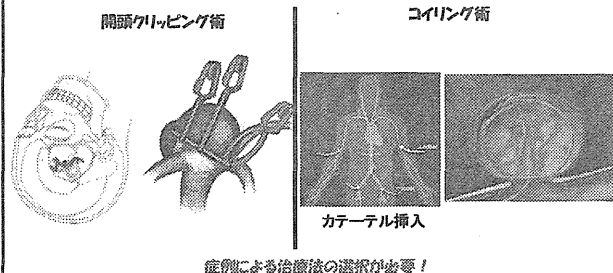 開頭クリッピング術
コイリング術
カテーテル挿入
症例による治療法の選択が必要！